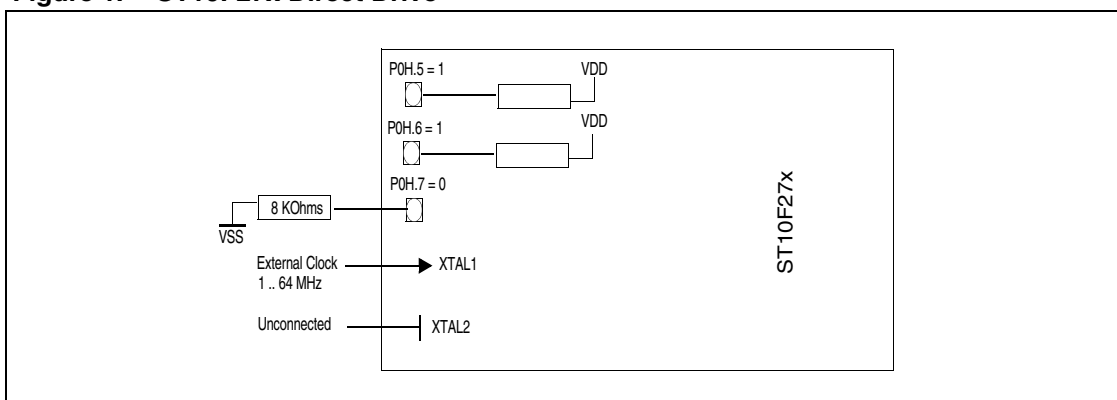 P0H.5 = 1
VDD
P0H.6 = 1
VDD
P0H.7 = 0
8 KOhms
VSS
External Clock
1 .. 64 MHz
XTAL1
Unconnected
XTAL2
ST10F27x